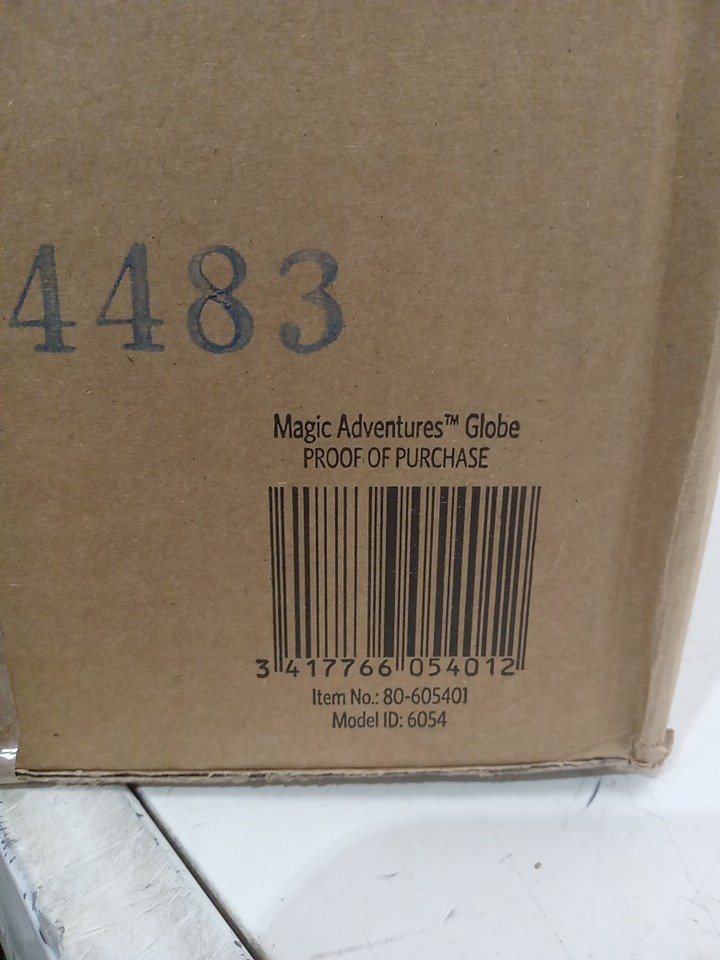 4483
Magic Adventures™ Globe
PROOF OF PURCHASE
3 417766 054012
Item No.: 80-605401
Model ID: 6054